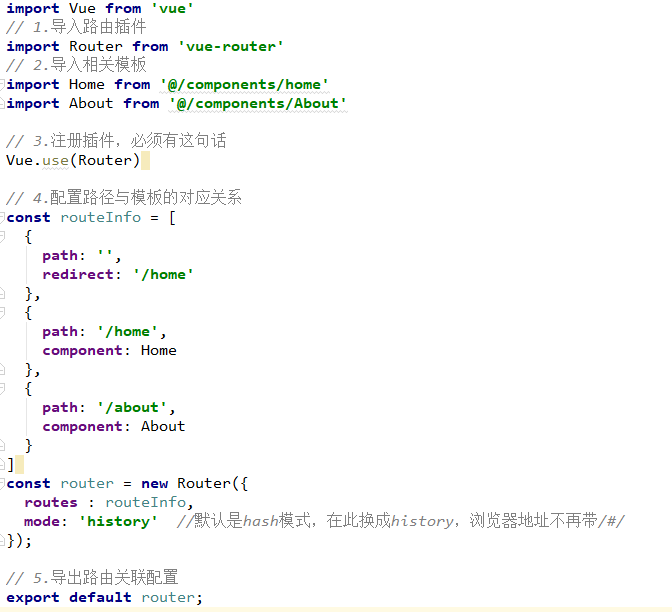 import Vue from 'vue'
// 1.导入路由插件
import Router from 'vue-router'
// 2.导入相关模板
import Home from '@/components/home'
import About from '@/components/About'
// 3.注册插件，必须有这句话
Vue.use(Router)
// 4.配置路径与模板的对应关系
const routeInfo = [
  {
    path: '',
    redirect: '/home'
  },
  {
    path: '/home',
    component: Home
  },
  {
    path: '/about',
    component: About
  }
]
const router = new Router({
  routes : routeInfo,
  mode: 'history'  //默认是hash模式，在此换成history，浏览器地址不再带/#/
});
// 5.导出路由关联配置
export default router;